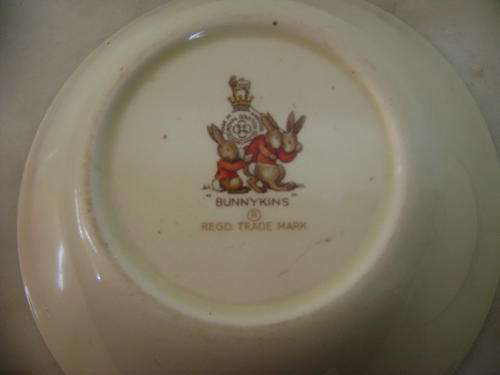 "BUNNYKINS"
®
REGD. TRADE MARK